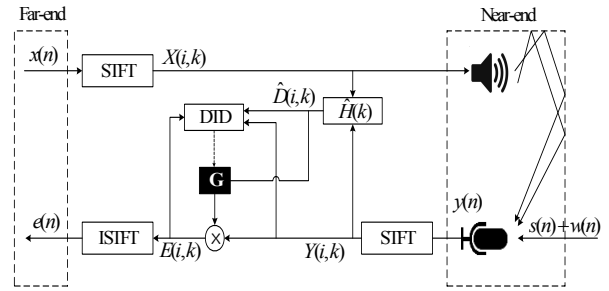 Far-end
Near-end
x(n)
SIFT
X(i,k)
D̂(i,k)
Ĥ(k)
DID
G
y(n)
e(n)
ISIFT
E(i,k)
X
Y(i,k)
SIFT
s(n)+w(n)